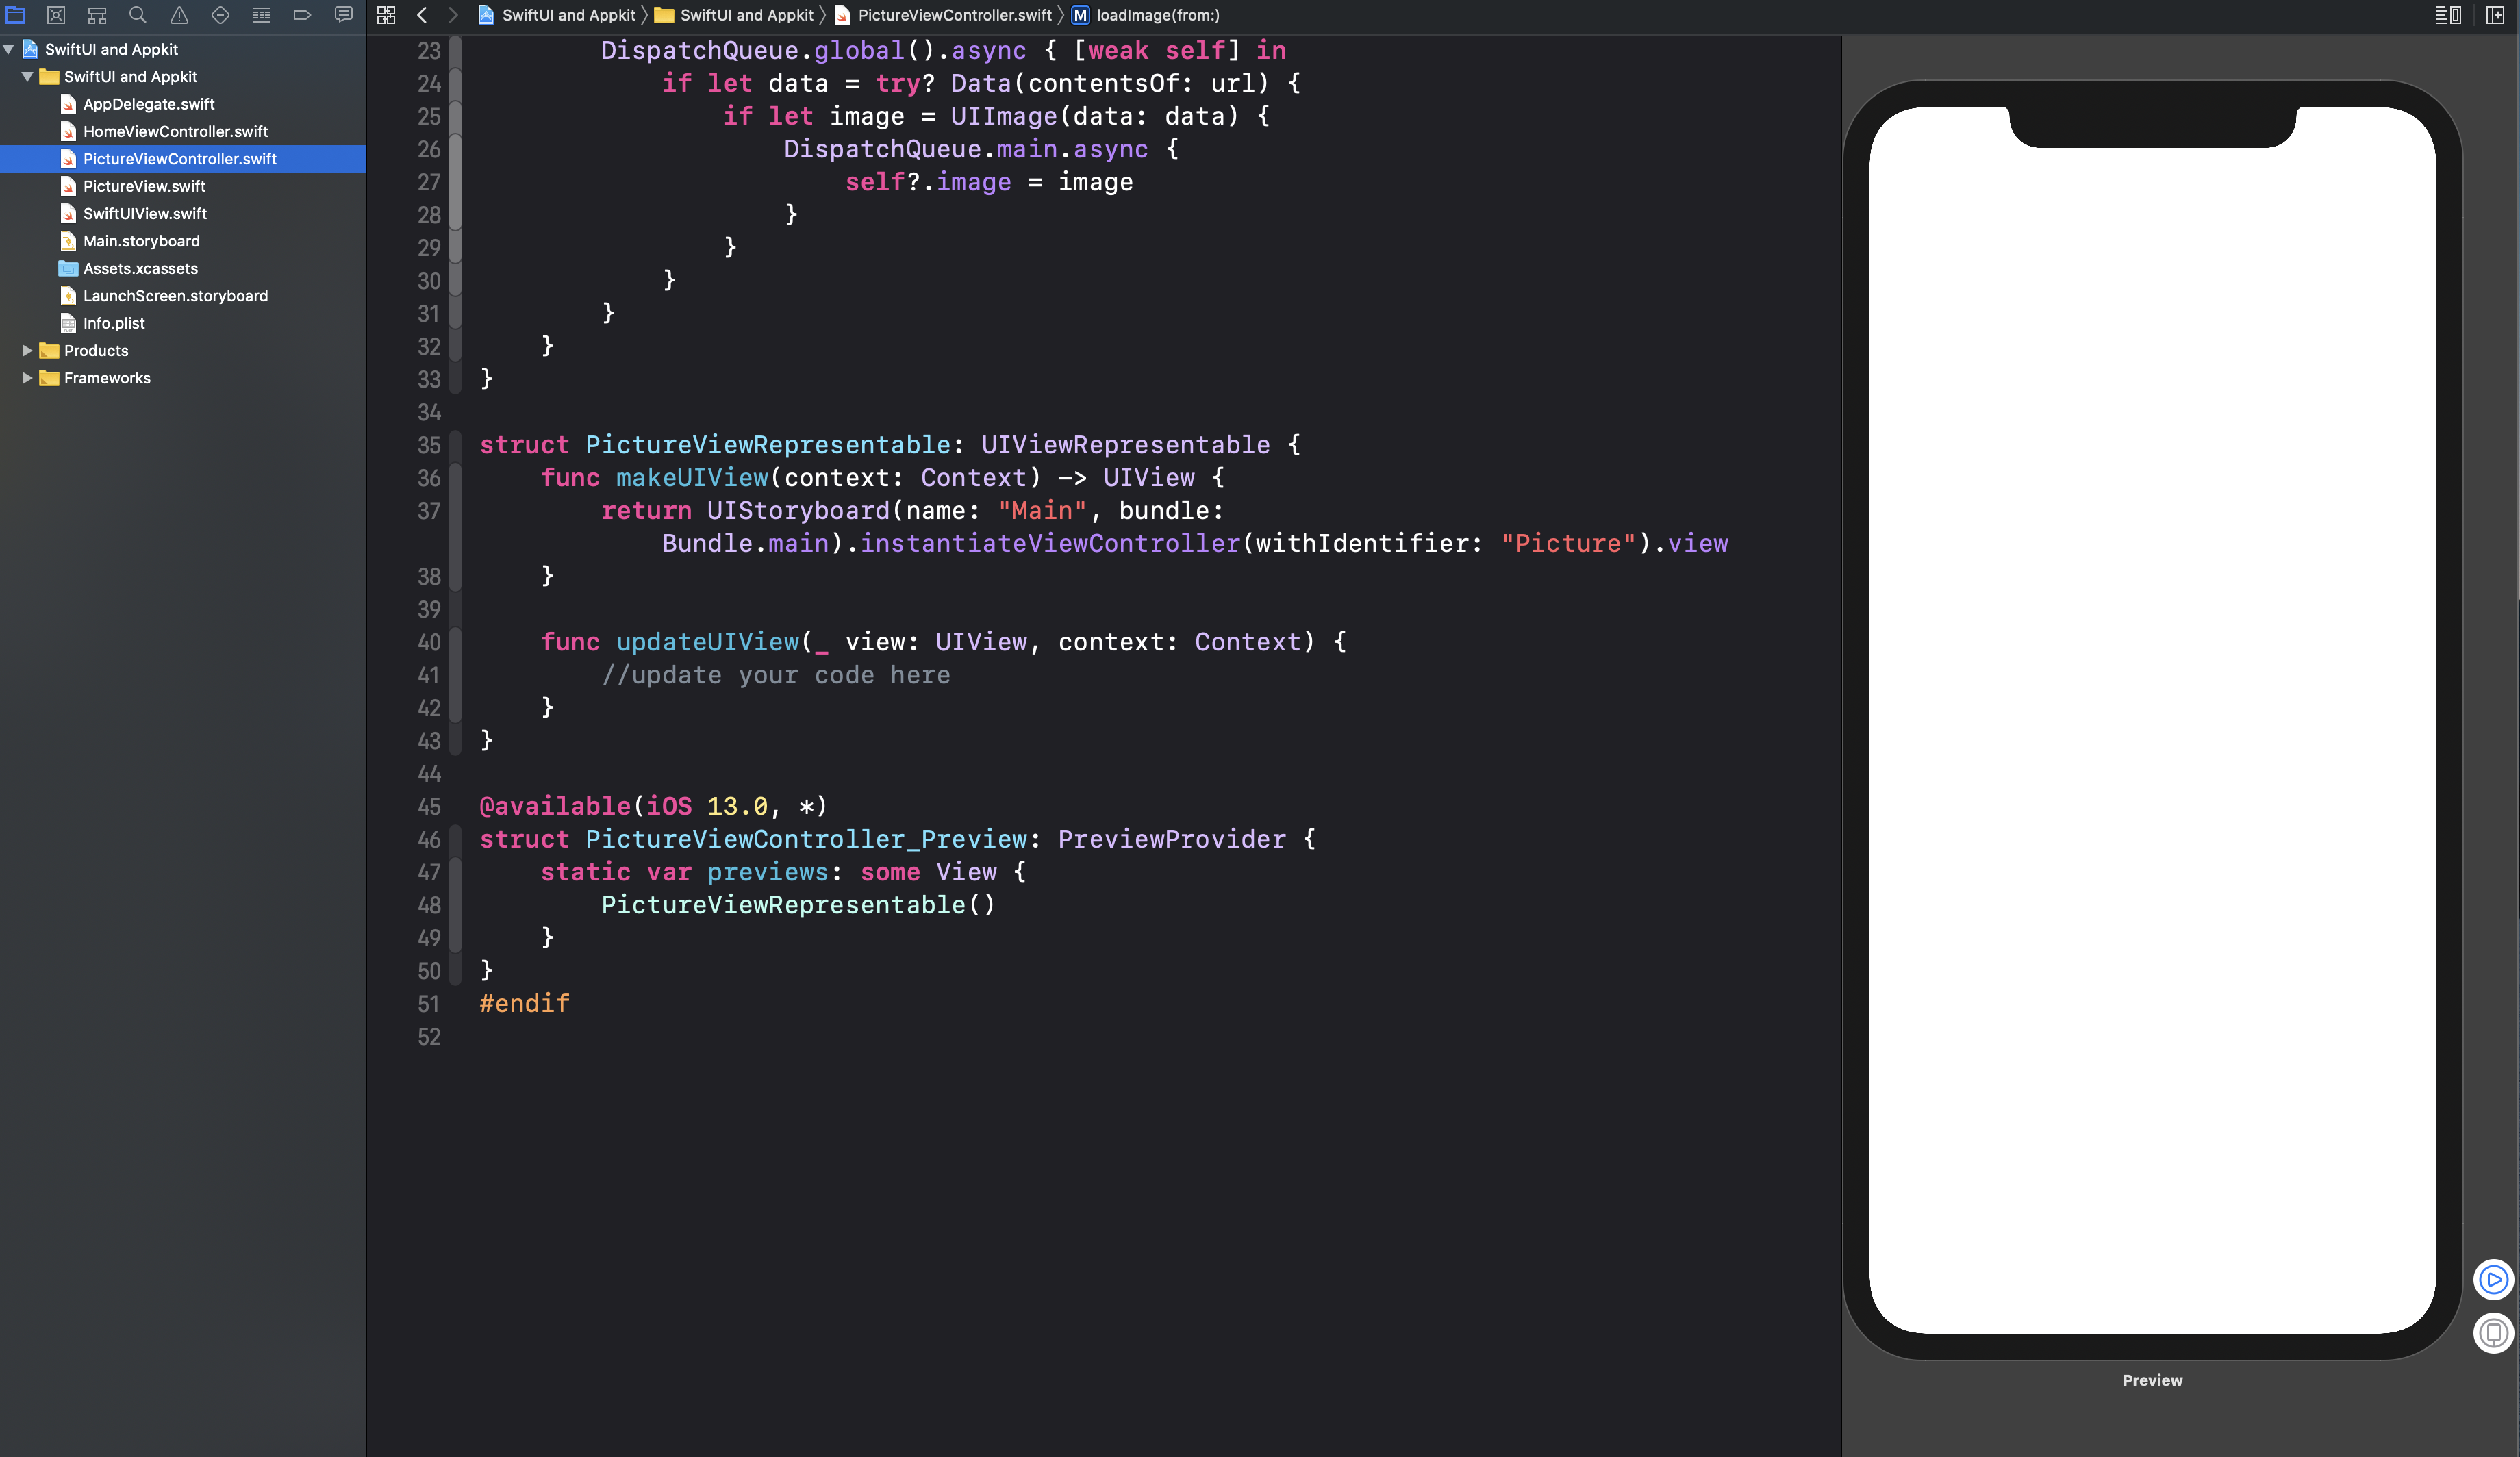 SwiftUI and Appkit
SwiftUI and Appkit
AppDelegate.swift
HomeViewController.swift
PictureViewController.swift
PictureView.swift
SwiftUIView.swift
Main.storyboard
Assets.xcassets
LaunchScreen.storyboard
Info.plist
Products
Frameworks
SwiftUI and Appkit SwiftUI and Appkit PictureViewController.swift M loadImage(from:)
23 DispatchQueue.global().async { [weak self] in
24 if let data = try? Data(contentsOf: url) {
25 if let image = UIImage(data: data) {
26 DispatchQueue.main.async {
27 self?.image = image
28 }
29 }
30 }
31 }
32 }
33 }
34
35 struct PictureViewRepresentable: UIViewRepresentable {
36 func makeUIView(context: Context) -> UIView {
37 return UIStoryboard(name: "Main", bundle:
Bundle.main).instantiateViewController(withIdentifier: "Picture").view
38 }
39
40 func updateUIView(_ view: UIView, context: Context) {
41 //update your code here
42 }
43 }
44
45 @available(iOS 13.0, *)
46 struct PictureViewController_Preview: PreviewProvider {
47 static var previews: some View {
48 PictureViewRepresentable()
49 }
50 }
51 #endif
52
Preview